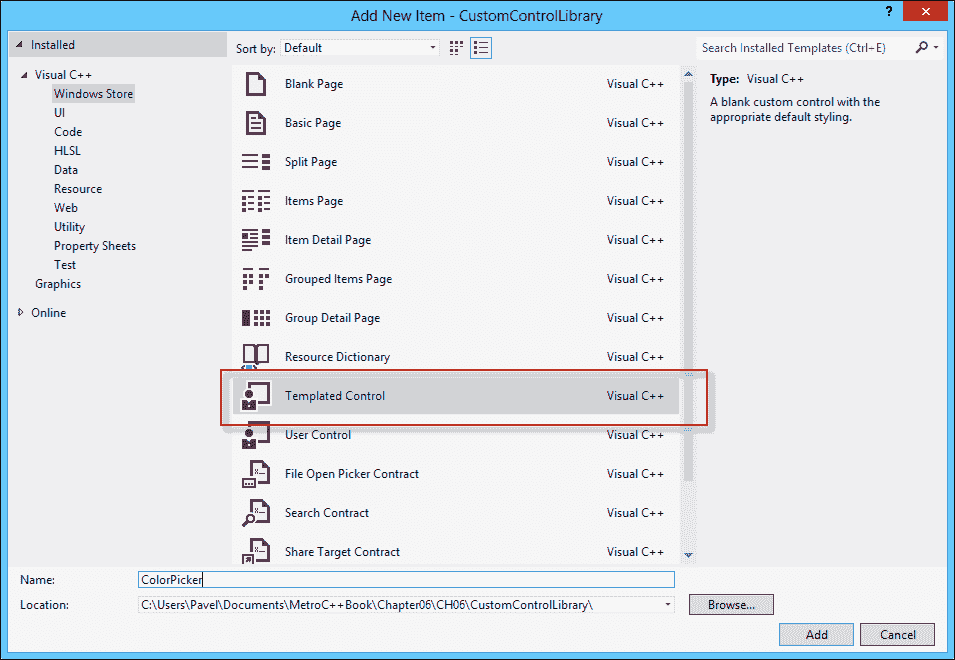 Add New Item - CustomControlLibrary
?
Installed
Visual C++
Windows Store
UI
Code
HLSL
Data
Resource
Web
Utility
Property Sheets
Test
Graphics
Online
Sort by: Default
Search Installed Templates (Ctrl+E)
Blank Page Visual C++
Basic Page Visual C++
Split Page Visual C++
Items Page Visual C++
Item Detail Page Visual C++
Grouped Items Page Visual C++
Group Detail Page Visual C++
Resource Dictionary Visual C++
Templated Control Visual C++
User Control Visual C++
File Open Picker Contract Visual C++
Search Contract Visual C++
Share Target Contract Visual C++
Type: Visual C++
A blank custom control with the
appropriate default styling.
Name: ColorPicker
Location: C:\Users\Pavel\Documents\MetroC++Book\Chapter06\CH06\CustomControlLibrary\
Browse...
Add Cancel